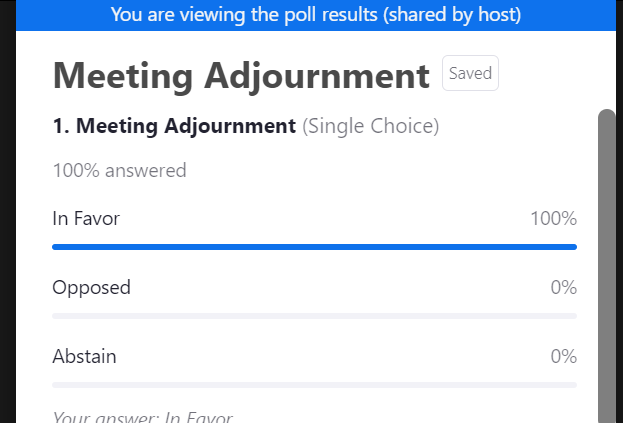 You are viewing the poll results (shared by host)
Meeting Adjournment Saved
1. Meeting Adjournment (Single Choice)
100% answered
In Favor 100%
Opposed 0%
Abstain 0%
Your answer: In Favor